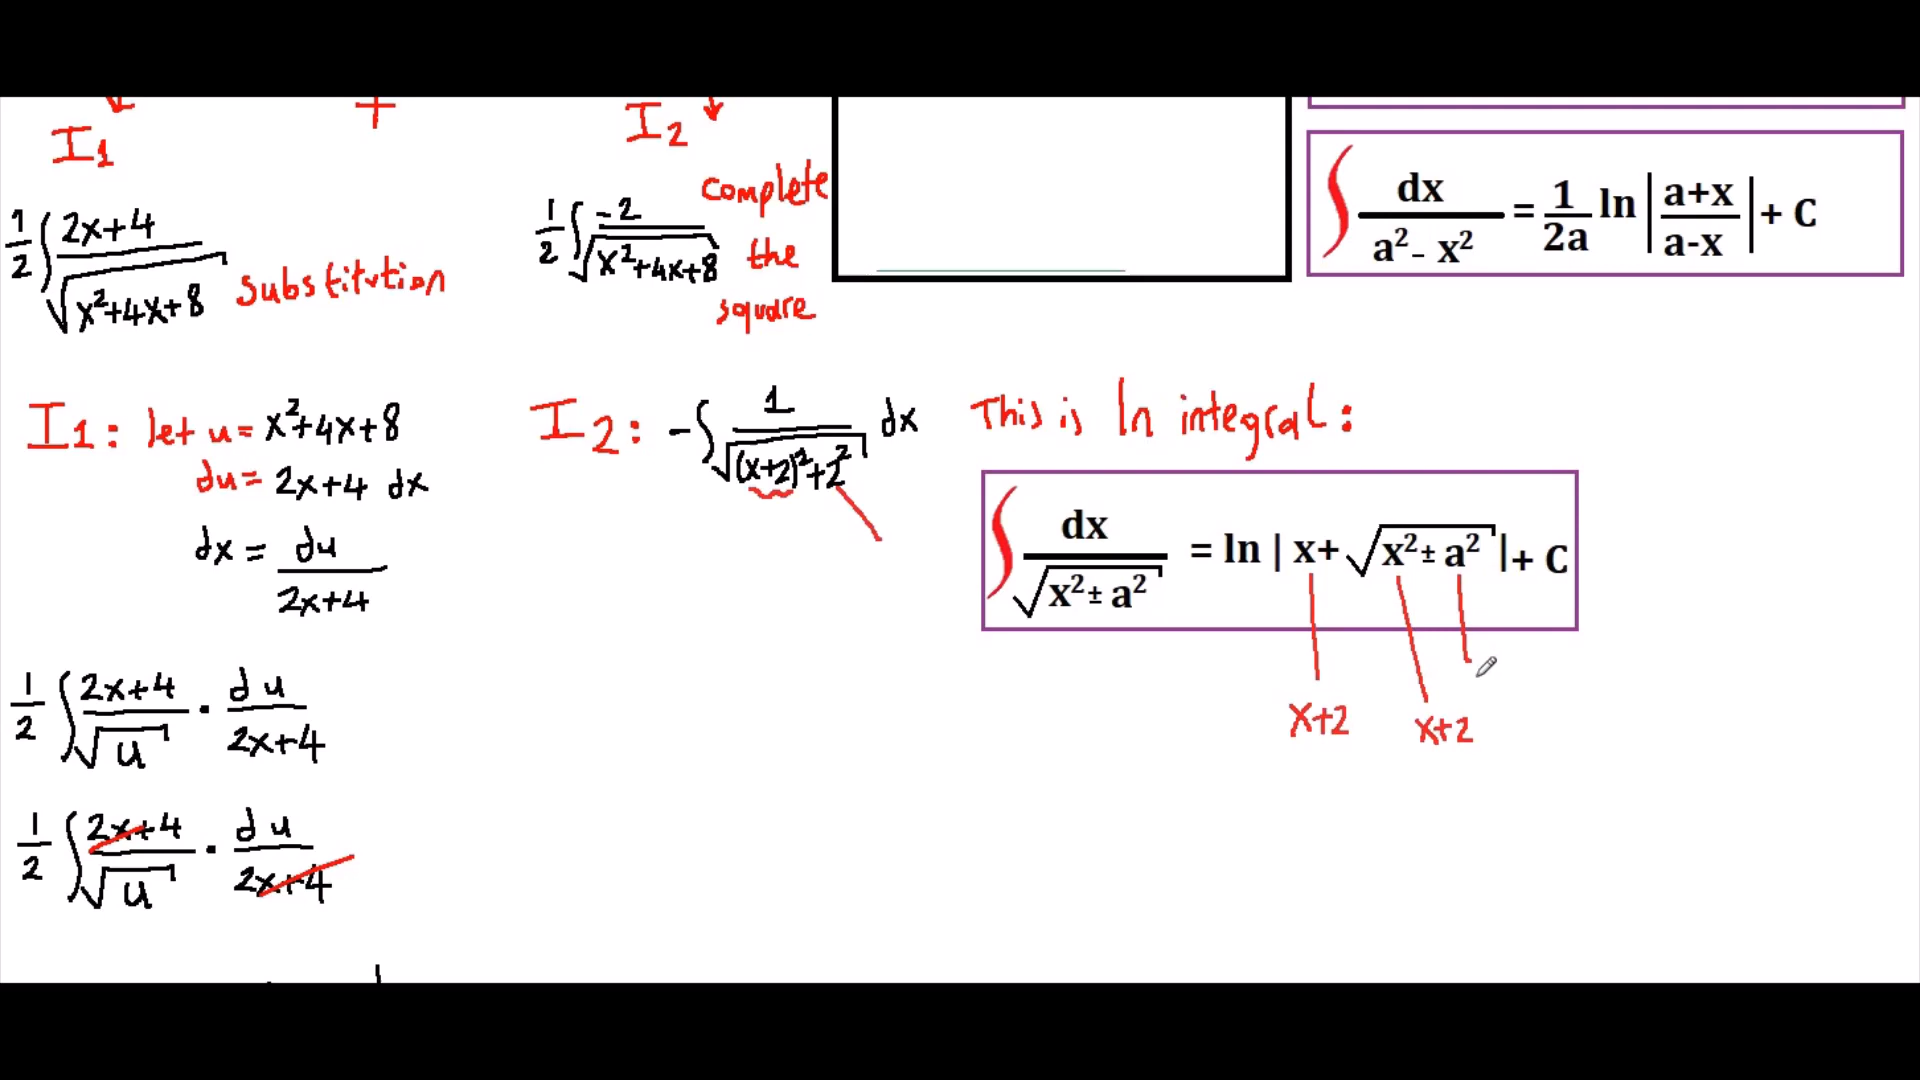 I1 + I2
1/2 ∫ 2x+4 / √(x²+4x+8) substitution
1/2 ∫ -2 / √(x²+4x+8)
complete
the
square
∫ dx / (a² - x²) = 1/2a ln | a+x / a-x | + C
I1: let u = x²+4x+8
du = 2x+4 dx
dx = du / 2x+4
1/2 ∫ 2x+4 / √u · du / 2x+4
1/2 ∫ 2x+4 / √u · du / 2x+4
I2: -∫ 1 / √((x+2)²+2²) dx
This is ln integral:
∫ dx / √(x² ± a²) = ln | x+ √(x² ± a²) | + C
x+2 x+2